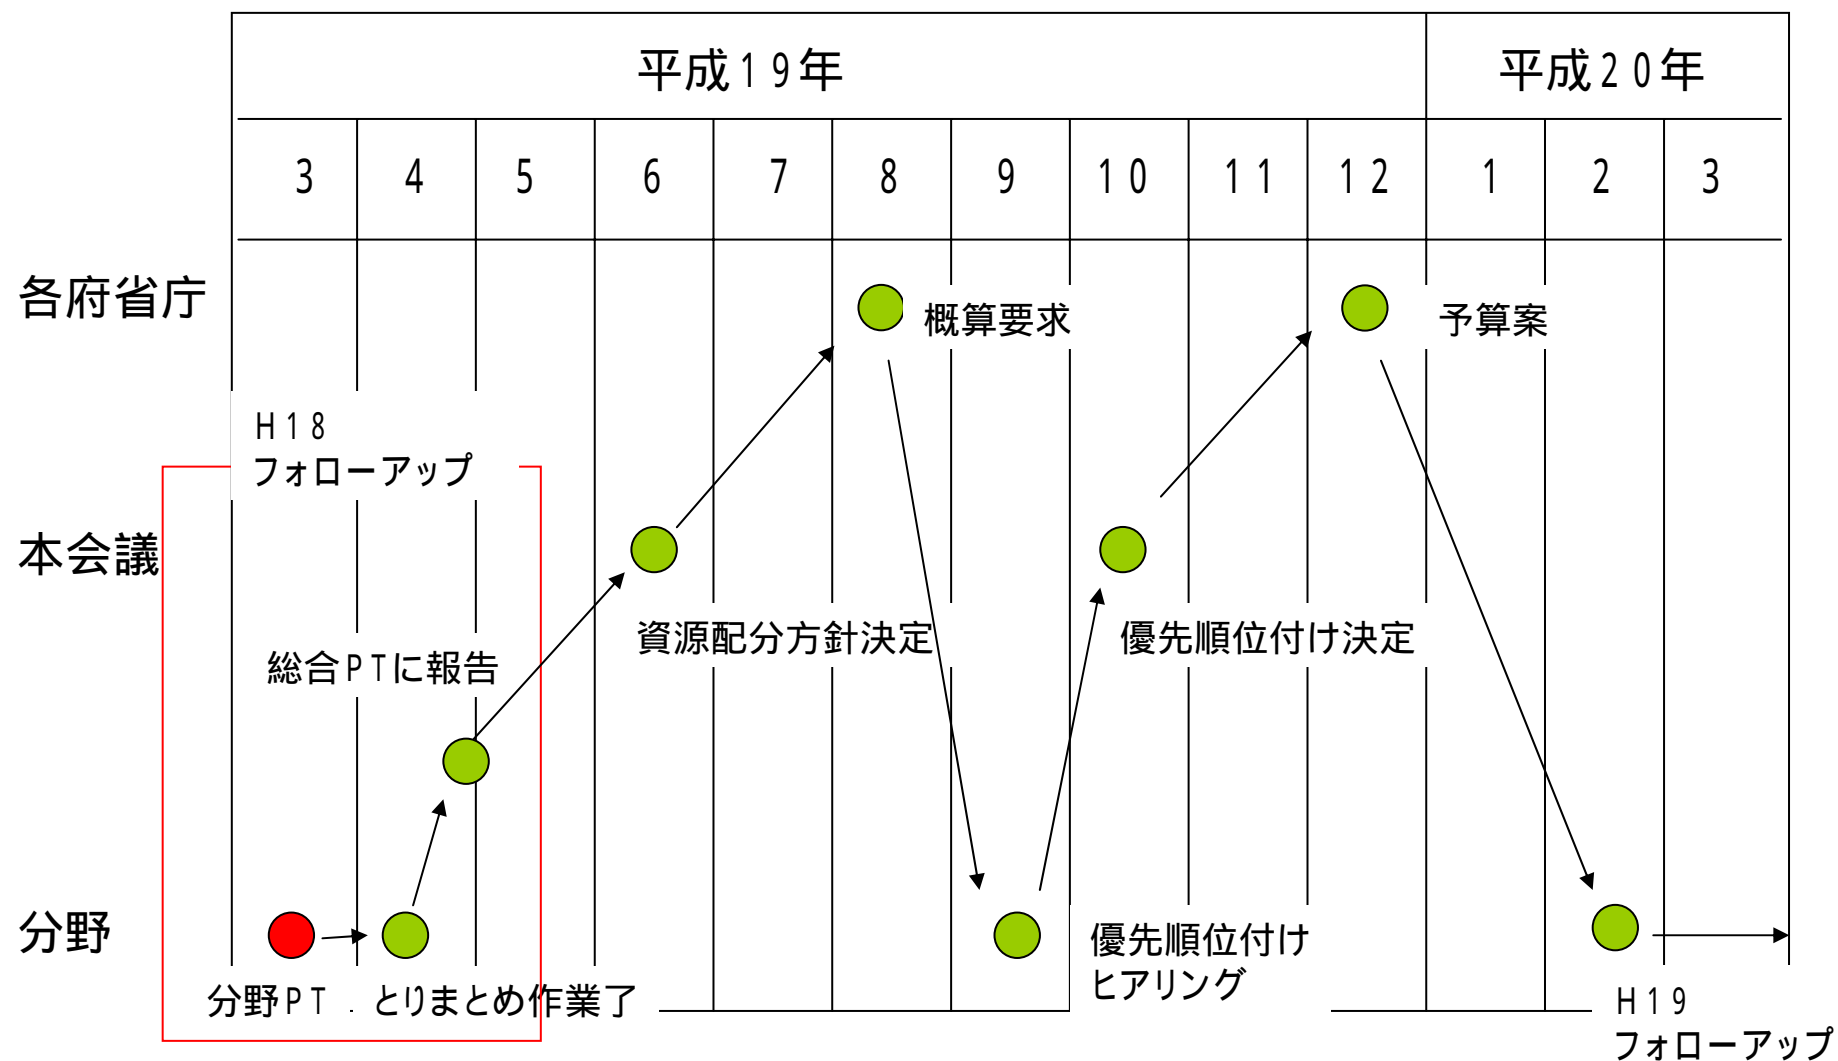 平成19年 平成20年
3 4 5 6 7 8 9 10 11 12 1 2 3
各府省庁
概算要求
予算案
H18
フォローアップ
本会議
資源配分方針決定
優先順位付け決定
総合PTに報告
分野
優先順位付け
ヒアリング
分野PT . とりまとめ作業了
H19
フォローアップ